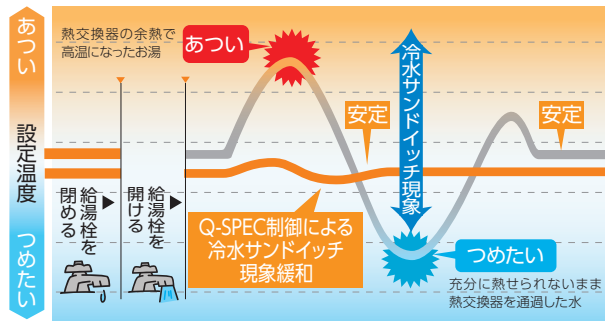 あつい
設定温度
つめたい
熱交換器の余熱で
高温になったお湯
あつい
給湯栓を
閉める
給湯栓を
開ける
冷水サンドイッチ現象
安定
安定
Q-SPEC制御による
冷水サンドイッチ
現象緩和
つめたい
充分に熱せられないまま
熱交換器を通過した水